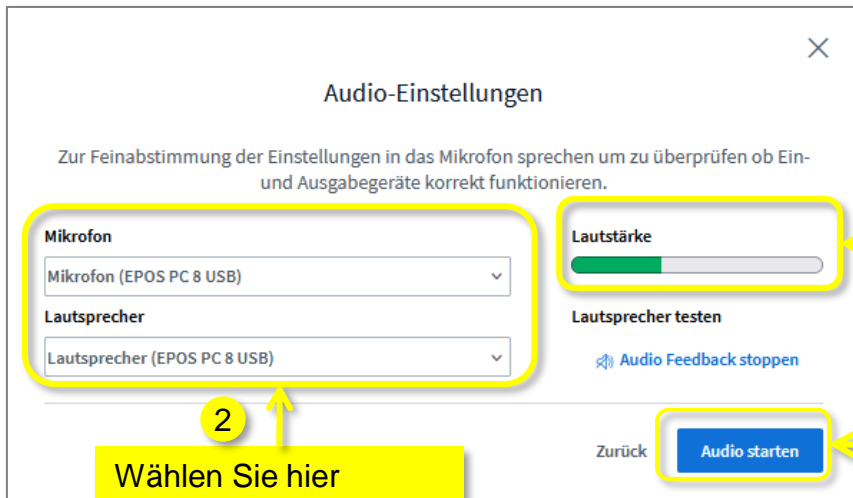 Audio-Einstellungen
Zur Feinabstimmung der Einstellungen in das Mikrofon sprechen um zu überprüfen ob Ein-
und Ausgabegeräte korrekt funktionieren.
Mikrofon
Mikrofon (EPOS PC 8 USB)
Lautsprecher
Lautsprecher (EPOS PC 8 USB)
Lautstärke
Lautsprecher testen
Audio Feedback stoppen
2
Wählen Sie hier
Zurück
Audio starten